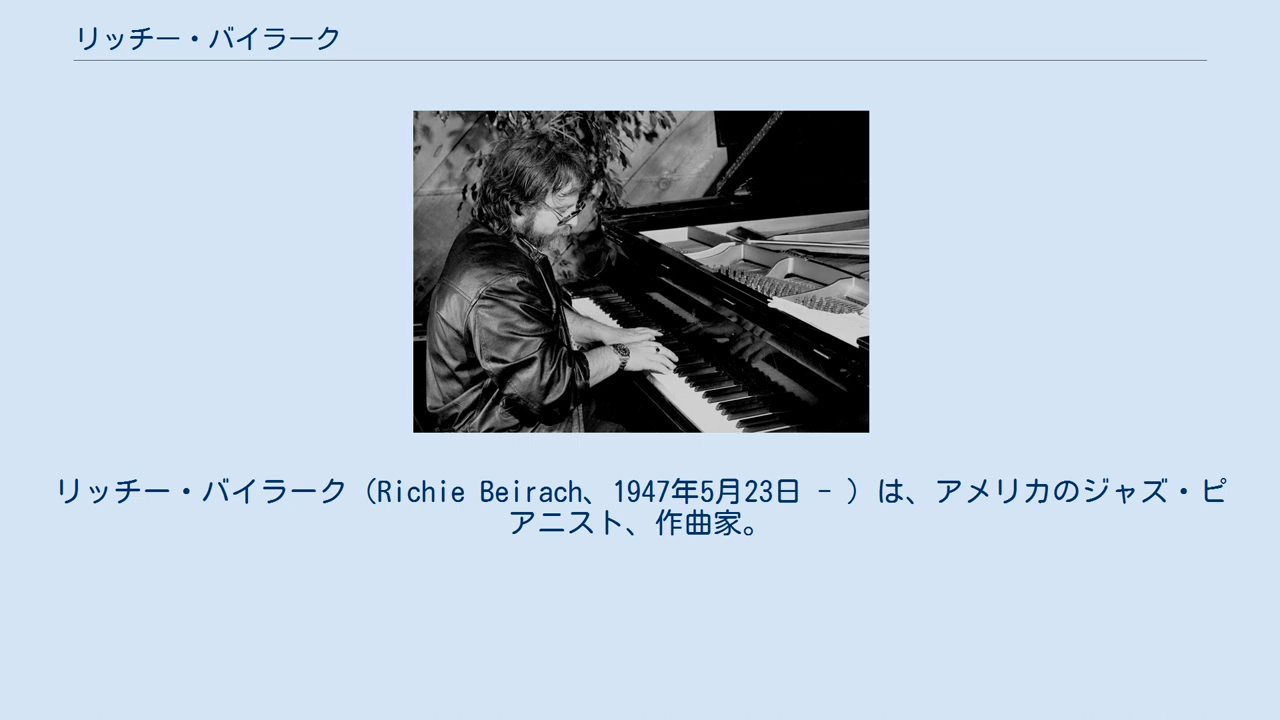 リッチー・バイラーク
リッチー・バイラーク（Richie Beirach、1947年5月23日 - ）は、アメリカのジャズ・ピ
アニスト、作曲家。